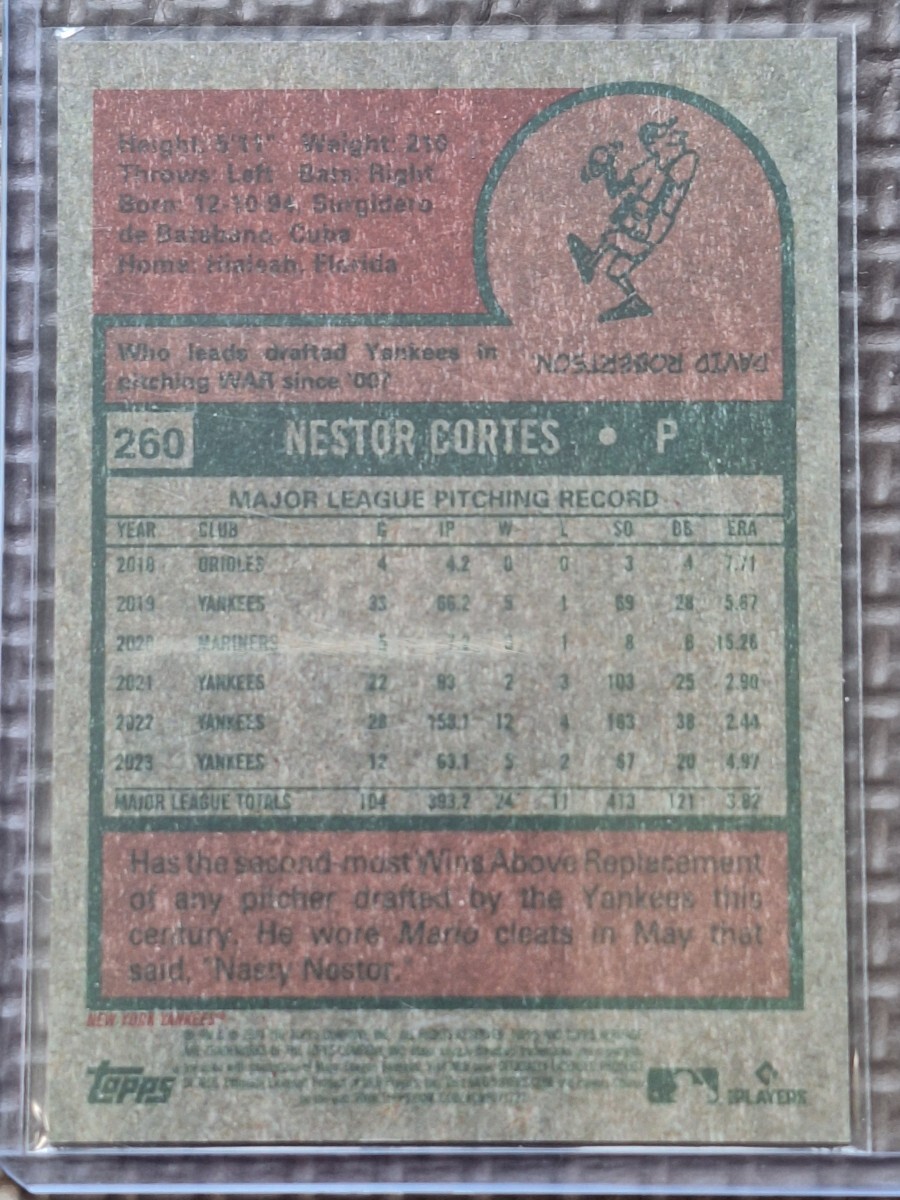 Height: 5'11" Weight: 210
Throws: Left Bats: Right
Born: 12-10-94, Surgidero
de Batabano, Cuba
Home: Hialeah, Florida
Who leads drafted Yankees in
pitching WAR since '00?
DAVID ROBERTSON
260 NESTOR CORTES • P
MAJOR LEAGUE PITCHING RECORD
YEAR CLUB G IP W L SO BB ERA
2018 ORIOLES 4 4.2 0 0 3 4 7.71
2019 YANKEES 33 66.2 5 1 69 28 5.67
2020 MARINERS 5 7.2 1 8 6 15.26
2021 YANKEES 22 93 2 3 103 25 2.90
2022 YANKEES 28 158.1 12 4 163 38 2.44
2023 YANKEES 12 63.1 5 2 67 20 4.97
MAJOR LEAGUE TOTALS 104 393.2 24 11 413 121 3.82
Has the second-most Wins Above Replacement
of any pitcher drafted by the Yankees this
century. He wore Mario cleats in May that
said, "Nasty Nestor."
NEW YORK YANKEES
topps
PLAYERS